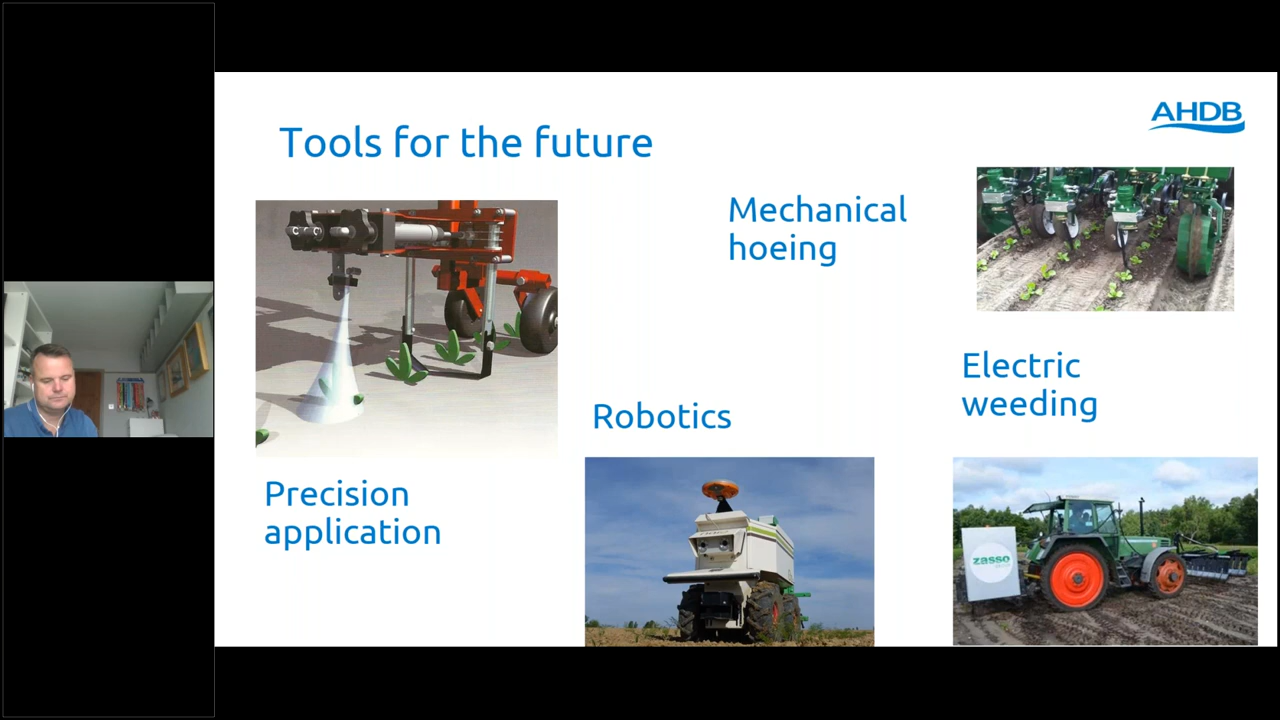 Tools for the future
AHDB
Mechanical
hoeing
Electric
weeding
Robotics
Precision
application
zasso